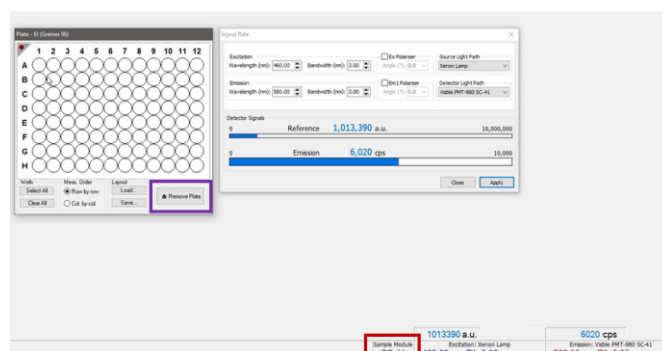 Plate - El (Greiner 96)
1 2 3 4 5 6 7 8 9 10 11 12
A
B
C
D
E
F
G
H
Wells
Select All
Clear All
Meas. Order
Row by row
Col. by col.
Layout
Load...
Save...
Remove Plate
Signal Rate
Excitation
Wavelength (nm): 460.00 Bandwidth (nm): 3.00
Ex Polariser
Angle (°): 0.0
Source Light Path
Xenon Lamp
Emission
Wavelength (nm): 580.00 Bandwidth (nm): 3.00
Em1 Polariser
Angle (°): 0.0
Detector Light Path
Visible PMT-980 SC-41
Detector Signals
0 Reference 1,013,390 a.u. 10,000,000
0 Emission 6,020 cps 10,000
Close Apply
1013390 a.u. 6020 cps
Sample Module Excitation: Xenon Lamp Emission: Visible PMT-980 SC-41